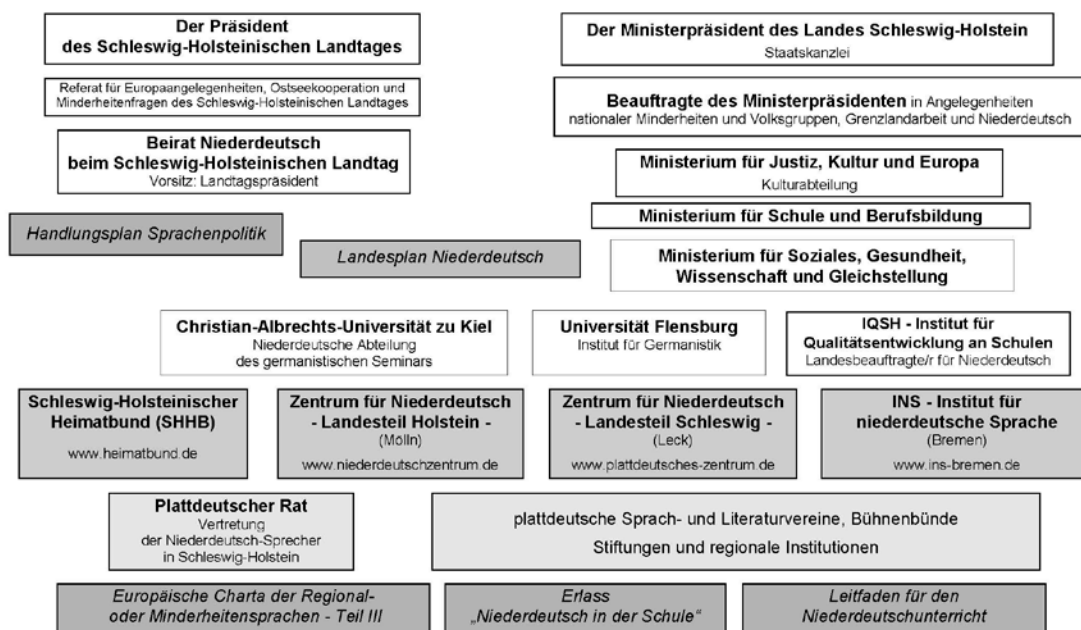 Der Präsident
des Schleswig-Holsteinischen Landtages
Referat für Europaangelegenheiten, Ostseekooperation und
Minderheitenfragen des Schleswig-Holsteinischen Landtages
Beirat Niederdeutsch
beim Schleswig-Holsteinischen Landtag
Vorsitz: Landtagspräsident
Handlungsplan Sprachenpolitik
Landesplan Niederdeutsch
Der Ministerpräsident des Landes Schleswig-Holstein
Staatskanzlei
Beauftragte des Ministerpräsidenten in Angelegenheiten
nationaler Minderheiten und Volksgruppen, Grenzlandarbeit und Niederdeutsch
Ministerium für Justiz, Kultur und Europa
Kulturabteilung
Ministerium für Schule und Berufsbildung
Ministerium für Soziales, Gesundheit,
Wissenschaft und Gleichstellung
Christian-Albrechts-Universität zu Kiel
Niederdeutsche Abteilung
des germanistischen Seminars
Universität Flensburg
Institut für Germanistik
IQSH - Institut für
Qualitätsentwicklung an Schulen
Landesbeauftragte/r für Niederdeutsch
Schleswig-Holsteinischer
Heimatbund (SHHB)
www.heimatbund.de
Zentrum für Niederdeutsch
- Landesteil Holstein -
(Mölln)
www.niederdeutschzentrum.de
Zentrum für Niederdeutsch
- Landesteil Schleswig -
(Leck)
www.plattdeutsches-zentrum.de
INS - Institut für
niederdeutsche Sprache
(Bremen)
www.ins-bremen.de
Plattdeutscher Rat
Vertretung
der Niederdeutsch-Sprecher
in Schleswig-Holstein
plattdeutsche Sprach- und Literaturvereine, Bühnenbünde
Stiftungen und regionale Institutionen
Europäische Charta der Regional-
oder Minderheitensprachen - Teil III
Erlass
„Niederdeutsch in der Schule“
Leitfaden für den
Niederdeutschunterricht